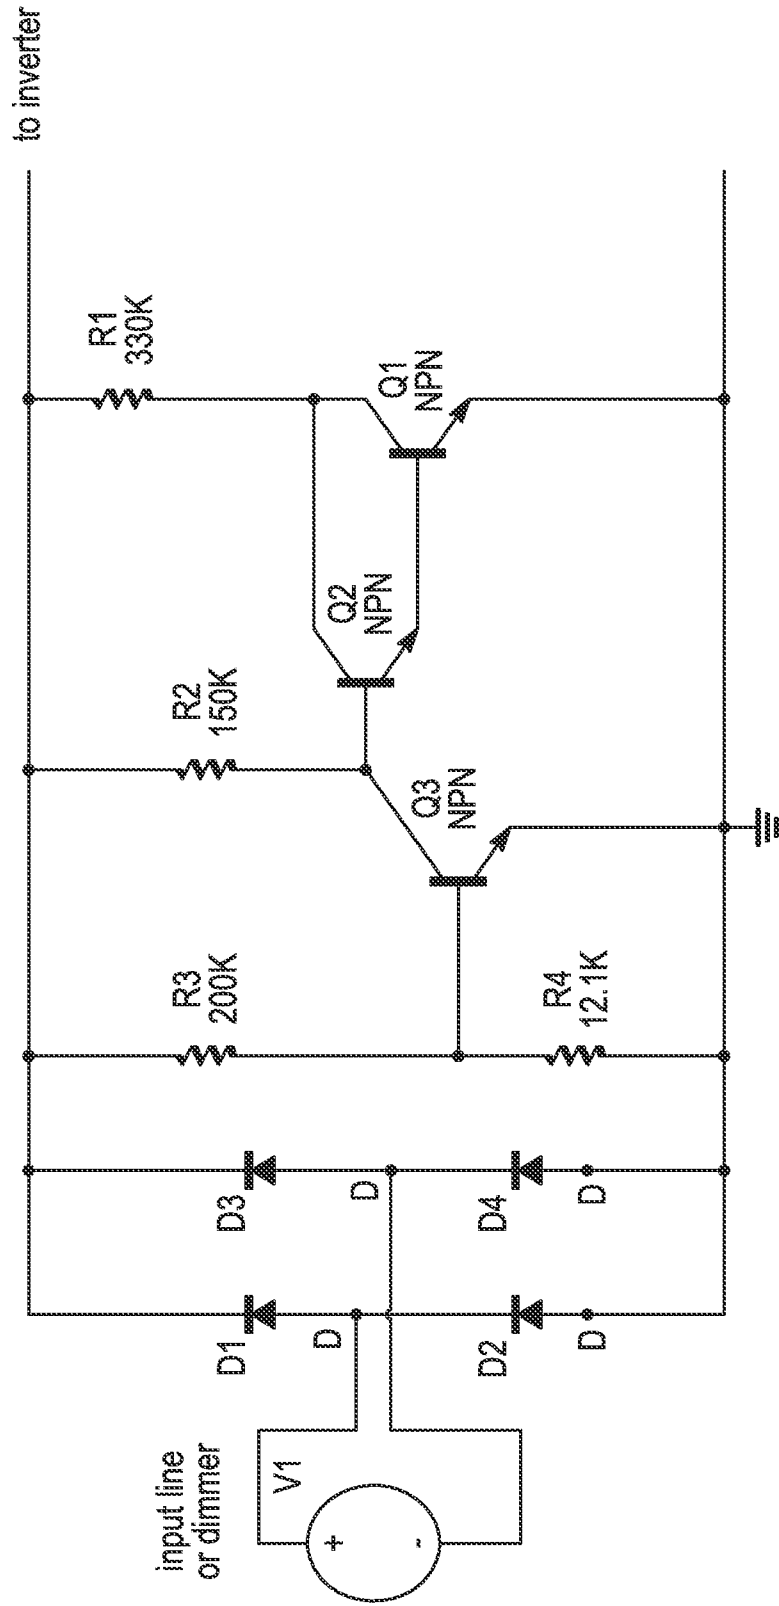 input line
or dimmer
V1
+
-
D1
D
D2
D
D3
D
D4
D
R3
200K
R4
12.1K
R2
150K
Q3
NPN
Q2
NPN
R1
330K
Q1
NPN
to inverter